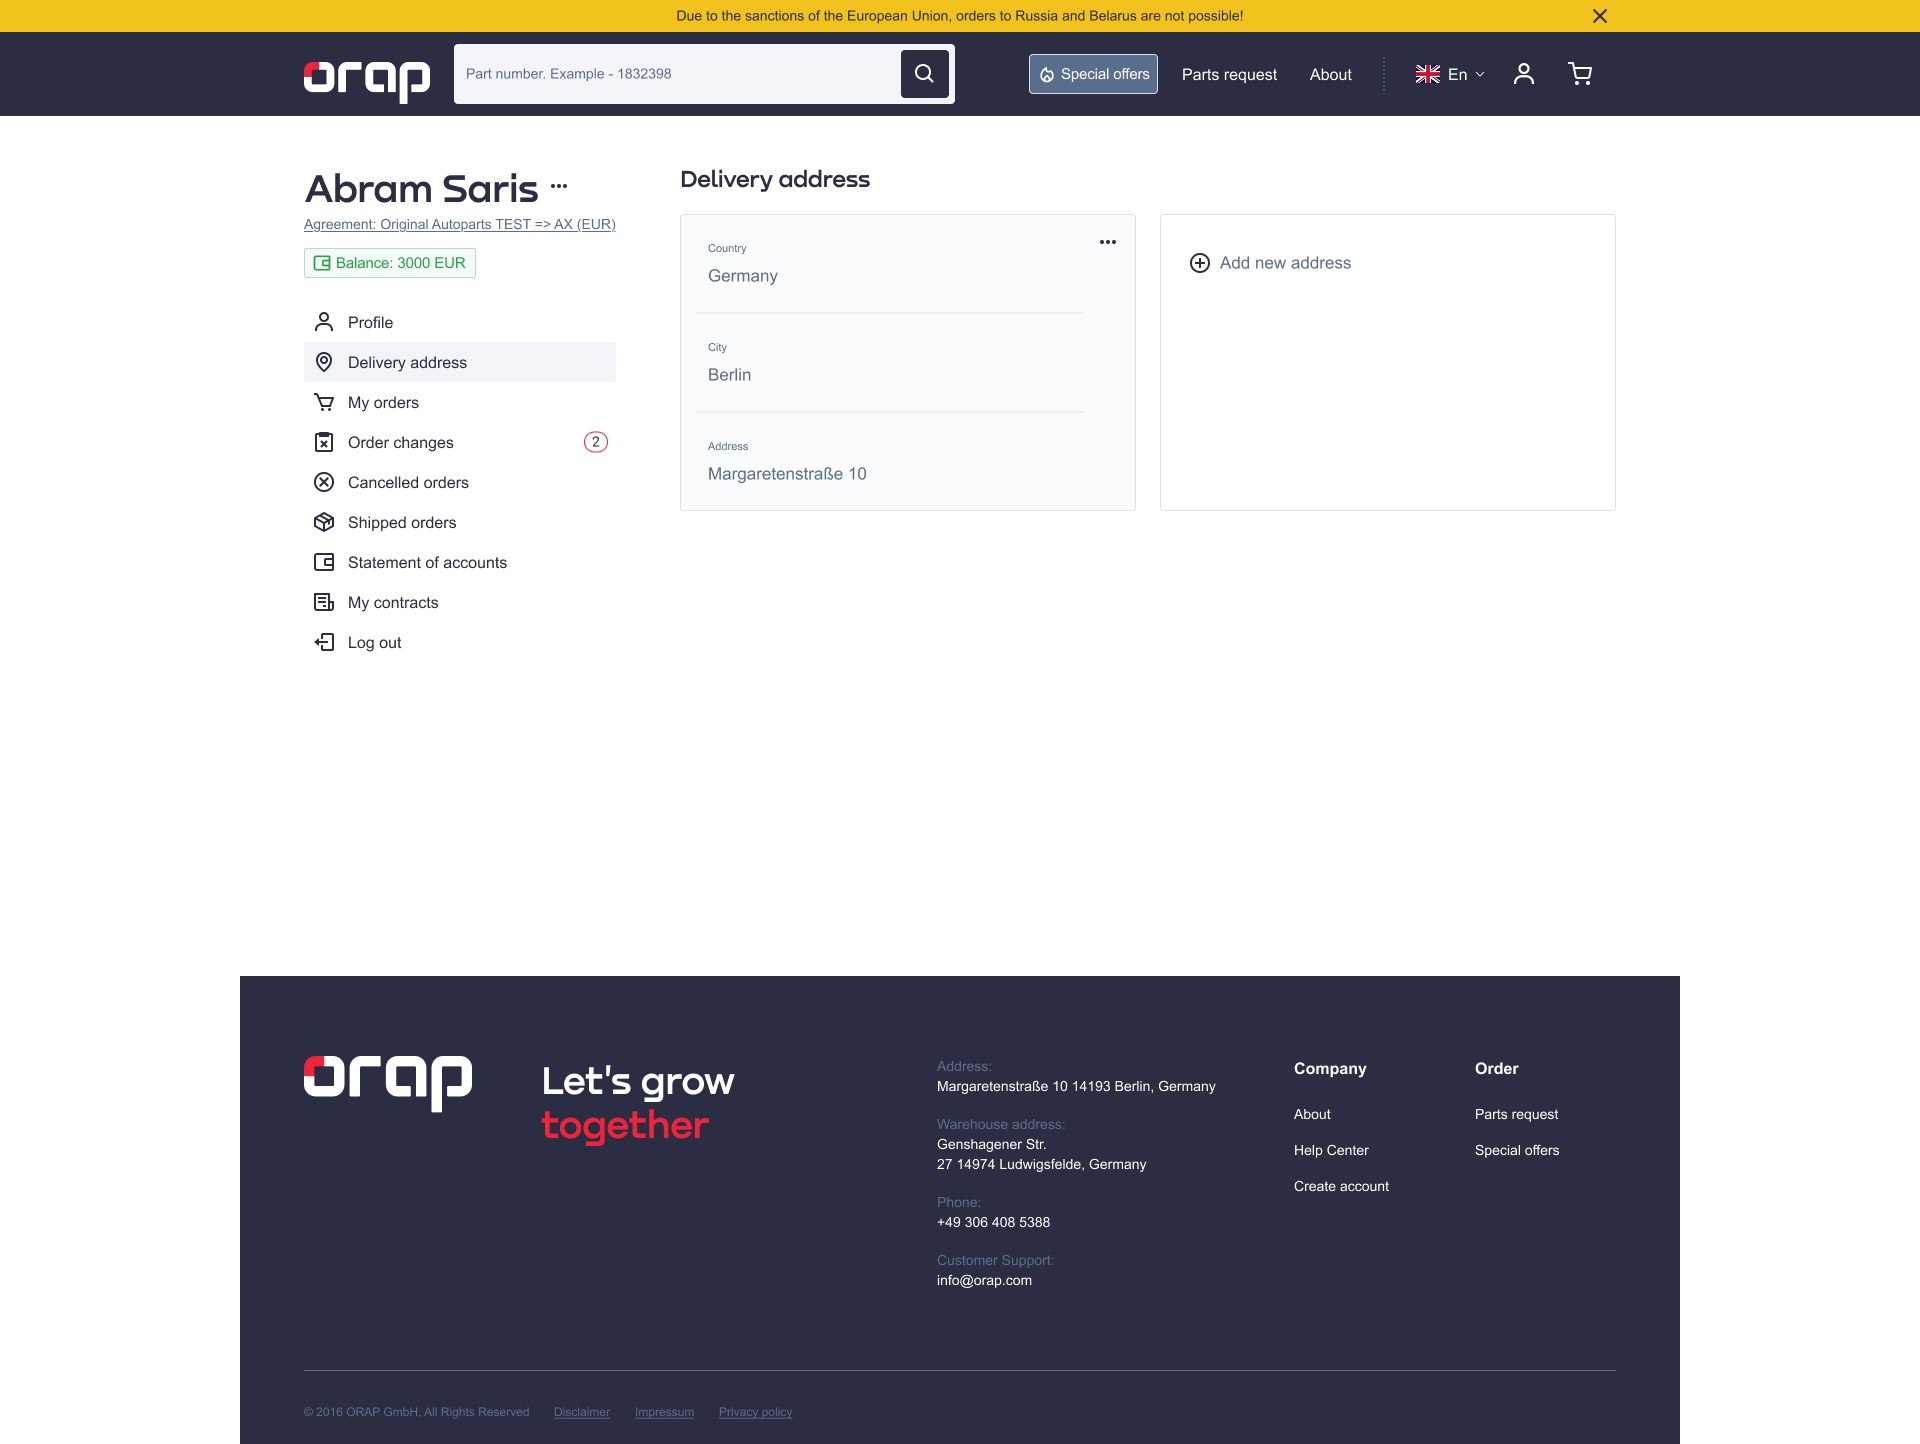 Due to the sanctions of the European Union, orders to Russia and Belarus are not possible!
orap
Part number. Example - 1832398
Special offers
Parts request
About
En
Abram Saris
Agreement: Original Autoparts TEST => AX (EUR)
Balance: 3000 EUR
Profile
Delivery address
My orders
Order changes
2
Cancelled orders
Shipped orders
Statement of accounts
My contracts
Log out
Delivery address
Country
Germany
City
Berlin
Address
Margaretenstraße 10
Add new address
orap
Let's grow
together
Address:
Margaretenstraße 10 14193 Berlin, Germany
Warehouse address:
Genshagener Str.
27 14974 Ludwigsfelde, Germany
Phone:
+49 306 408 5388
Customer Support:
info@orap.com
Company
About
Help Center
Create account
Order
Parts request
Special offers
© 2016 ORAP GmbH, All Rights Reserved
Disclaimer
Impressum
Privacy policy